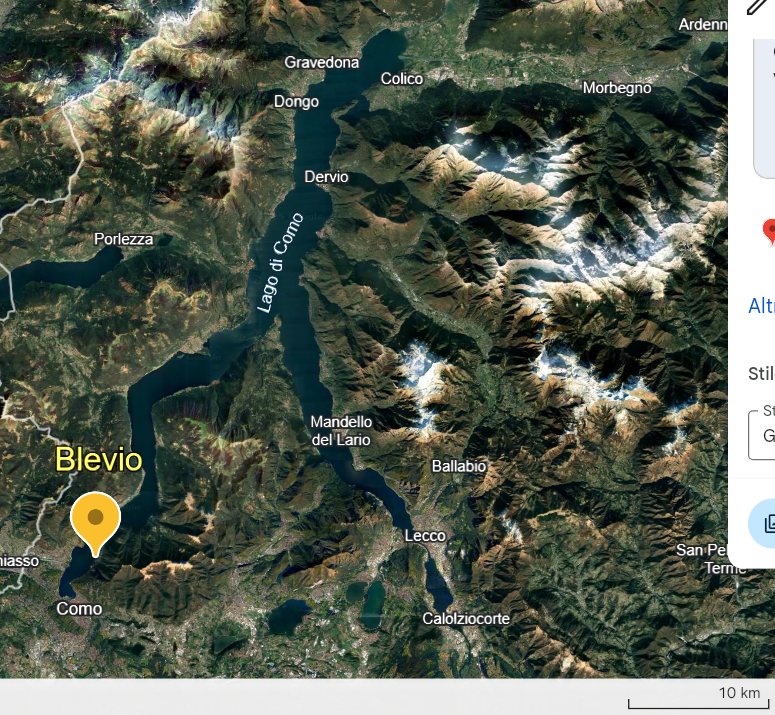 Ardenn
Gravedona
Colico
Morbegno
Dongo
Dervio
Lago di Como
Porlezza
Altr
Stil
St
G
Mandello
del Lario
Blevio
Ballabio
Lecco
San Pel
Terme
niasso
Como
Calolziocorte
10 km